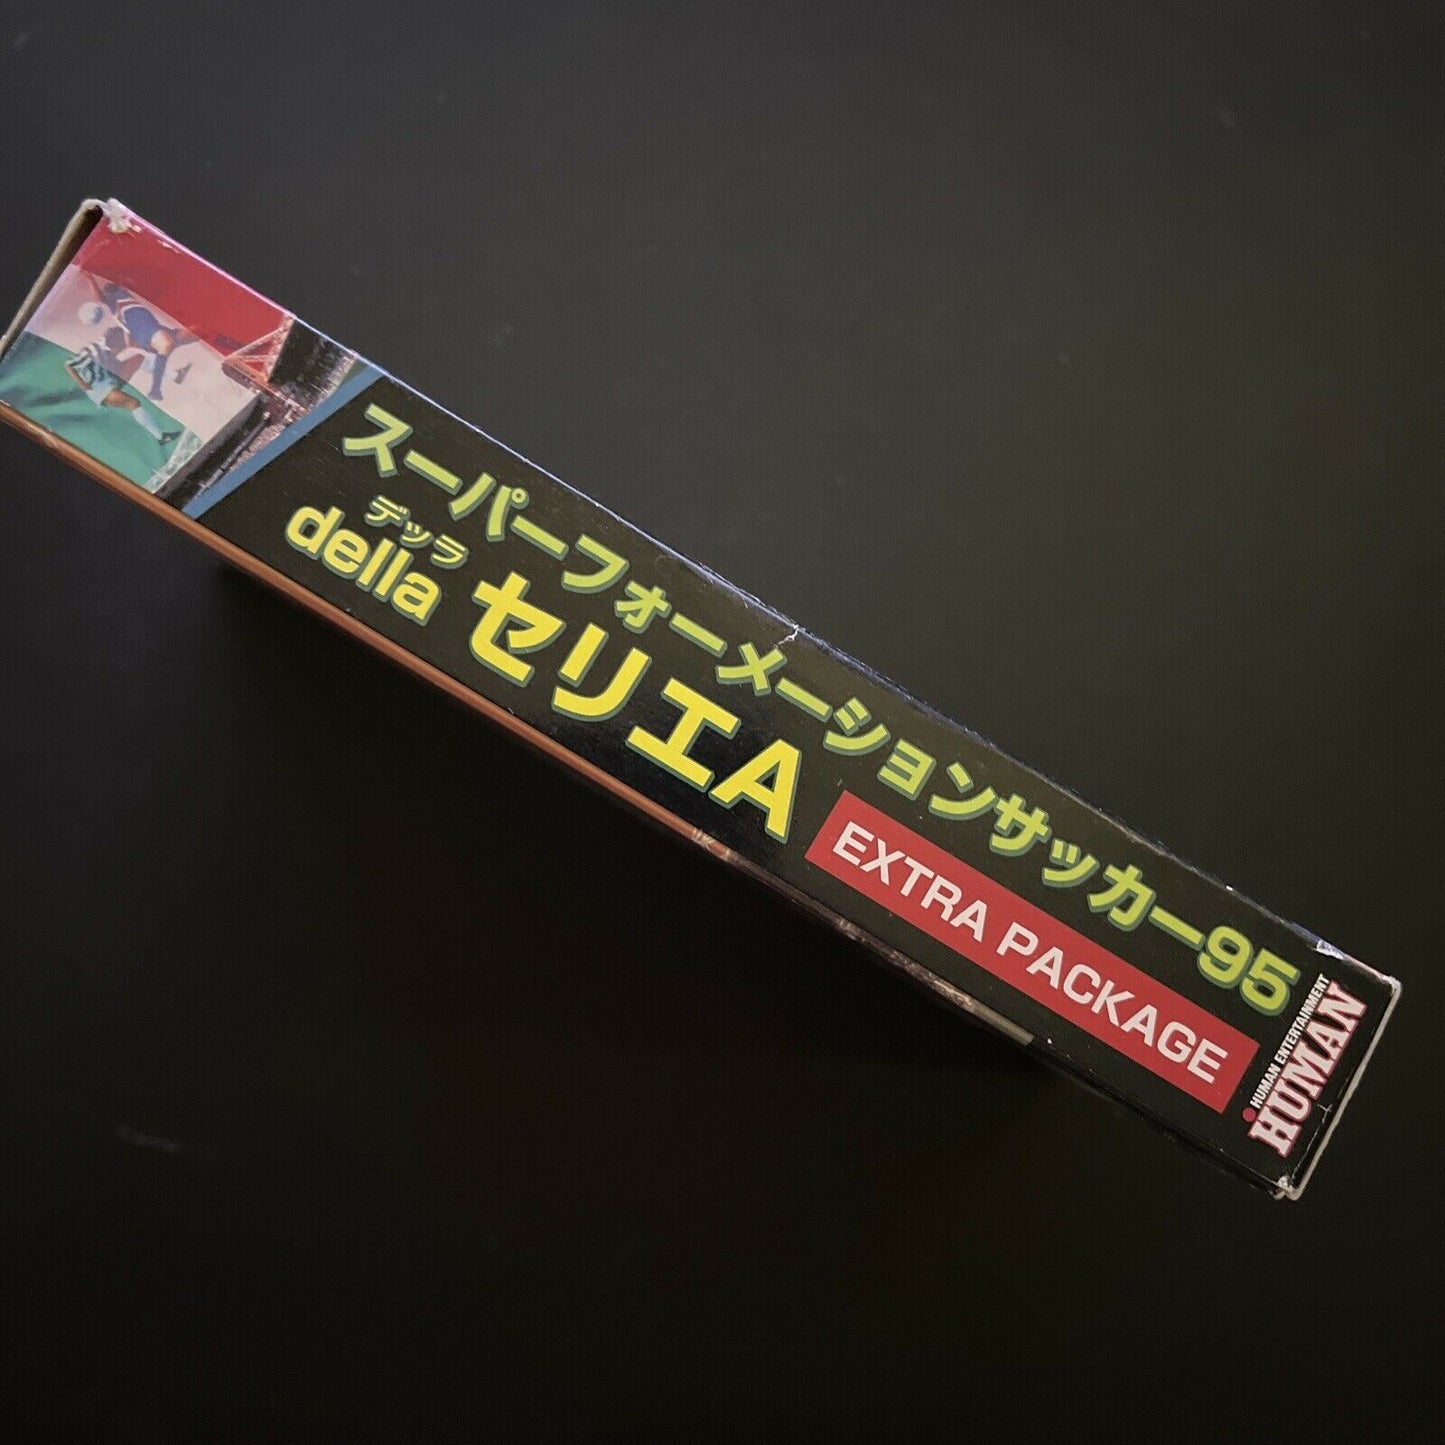 スーパーフォーメーションサッカー95
デッラ
della セリエA
EXTRA PACKAGE
HUMAN ENTERTAINMENT
HUMAN